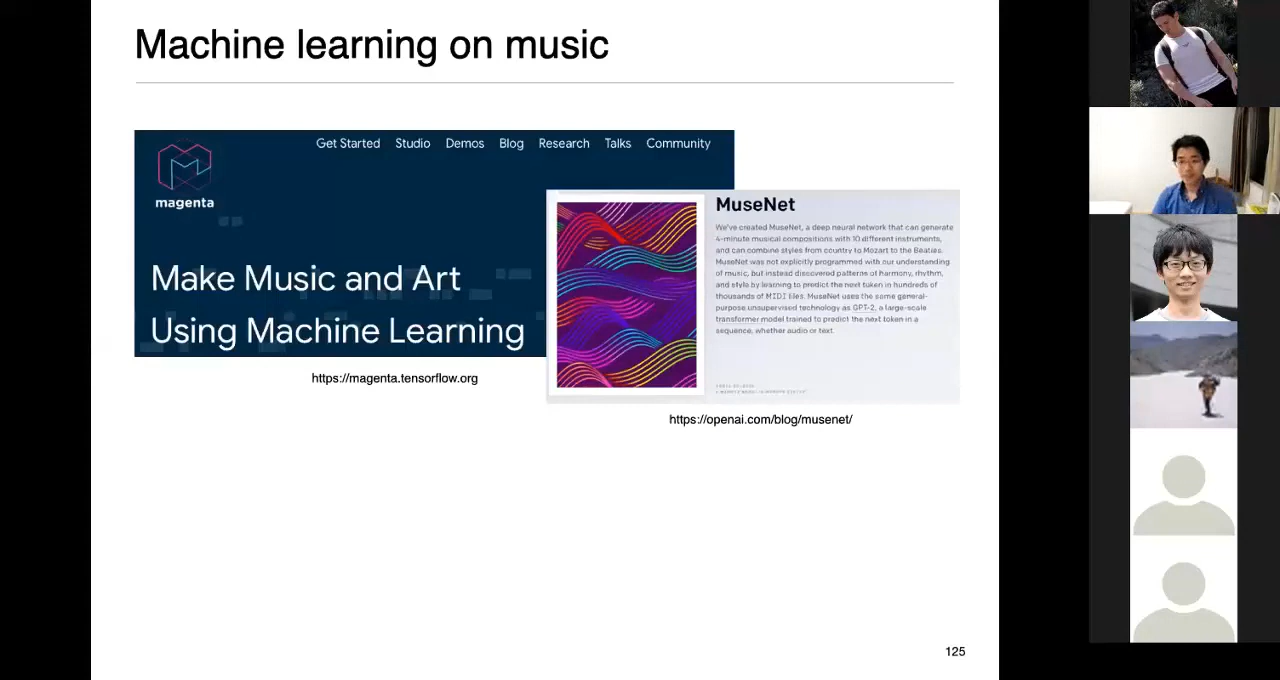 Machine learning on music
Get Started Studio Demos Blog Research Talks Community
magenta
Make Music and Art
Using Machine Learning
https://magenta.tensorflow.org
MuseNet
We've created MuseNet, a deep neural network that can generate
4-minute musical compositions with 10 different instruments,
and can combine styles from country to Mozart to the Beatles.
MuseNet was not explicitly programmed with our understanding
of music, but instead discovered patterns of harmony, rhythm,
and style by learning to predict the next token in hundreds of
thousands of MIDI files. MuseNet uses the same general-
purpose unsupervised technology as GPT-2, a large-scale
transformer model trained to predict the next token in a
sequence, whether audio or text.
https://openai.com/blog/musenet/
125